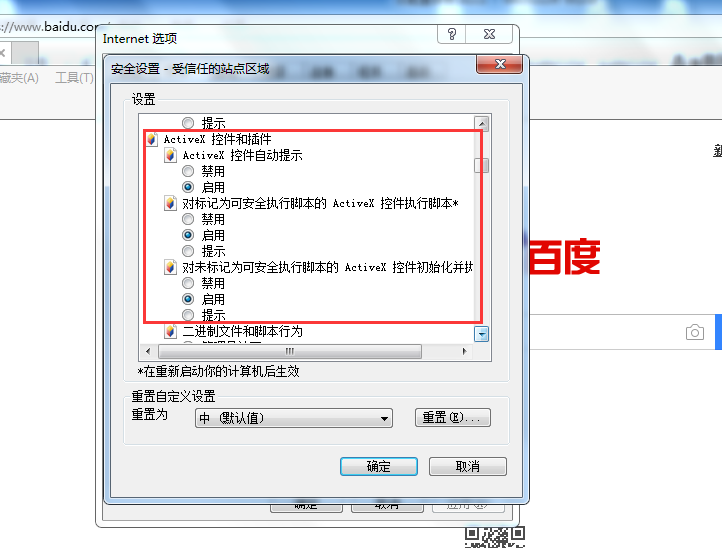 s://www.baidu.com/
Internet 选项
藏夹(A) 工具(T)
安全设置 - 受信任的站点区域
设置
提示
ActiveX 控件和插件
ActiveX 控件自动提示
禁用
启用
对标记为可安全执行脚本的 ActiveX 控件执行脚本*
禁用
启用
提示
对未标记为可安全执行脚本的 ActiveX 控件初始化并执
禁用
启用
提示
二进制文件和脚本行为
*在重新启动你的计算机后生效
重置自定义设置
重置为
中 (默认值)
重置(E)...
确定
取消
新
百度